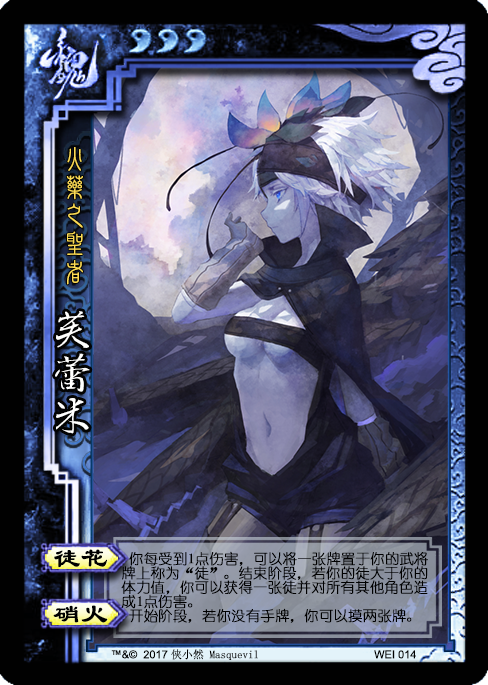 魏
火藥之聖者
芙蕾米
徒花
你每受到1点伤害，可以将一张牌置于你的武将
牌上称为“徒”。结束阶段，若你的徒大于你的
体力值，你可以获得一张徒并对所有其他角色造
成1点伤害。
硝火
开始阶段，若你没有手牌，你可以摸两张牌。
™&© 2017 侠小然 Masquevil
WEI 014